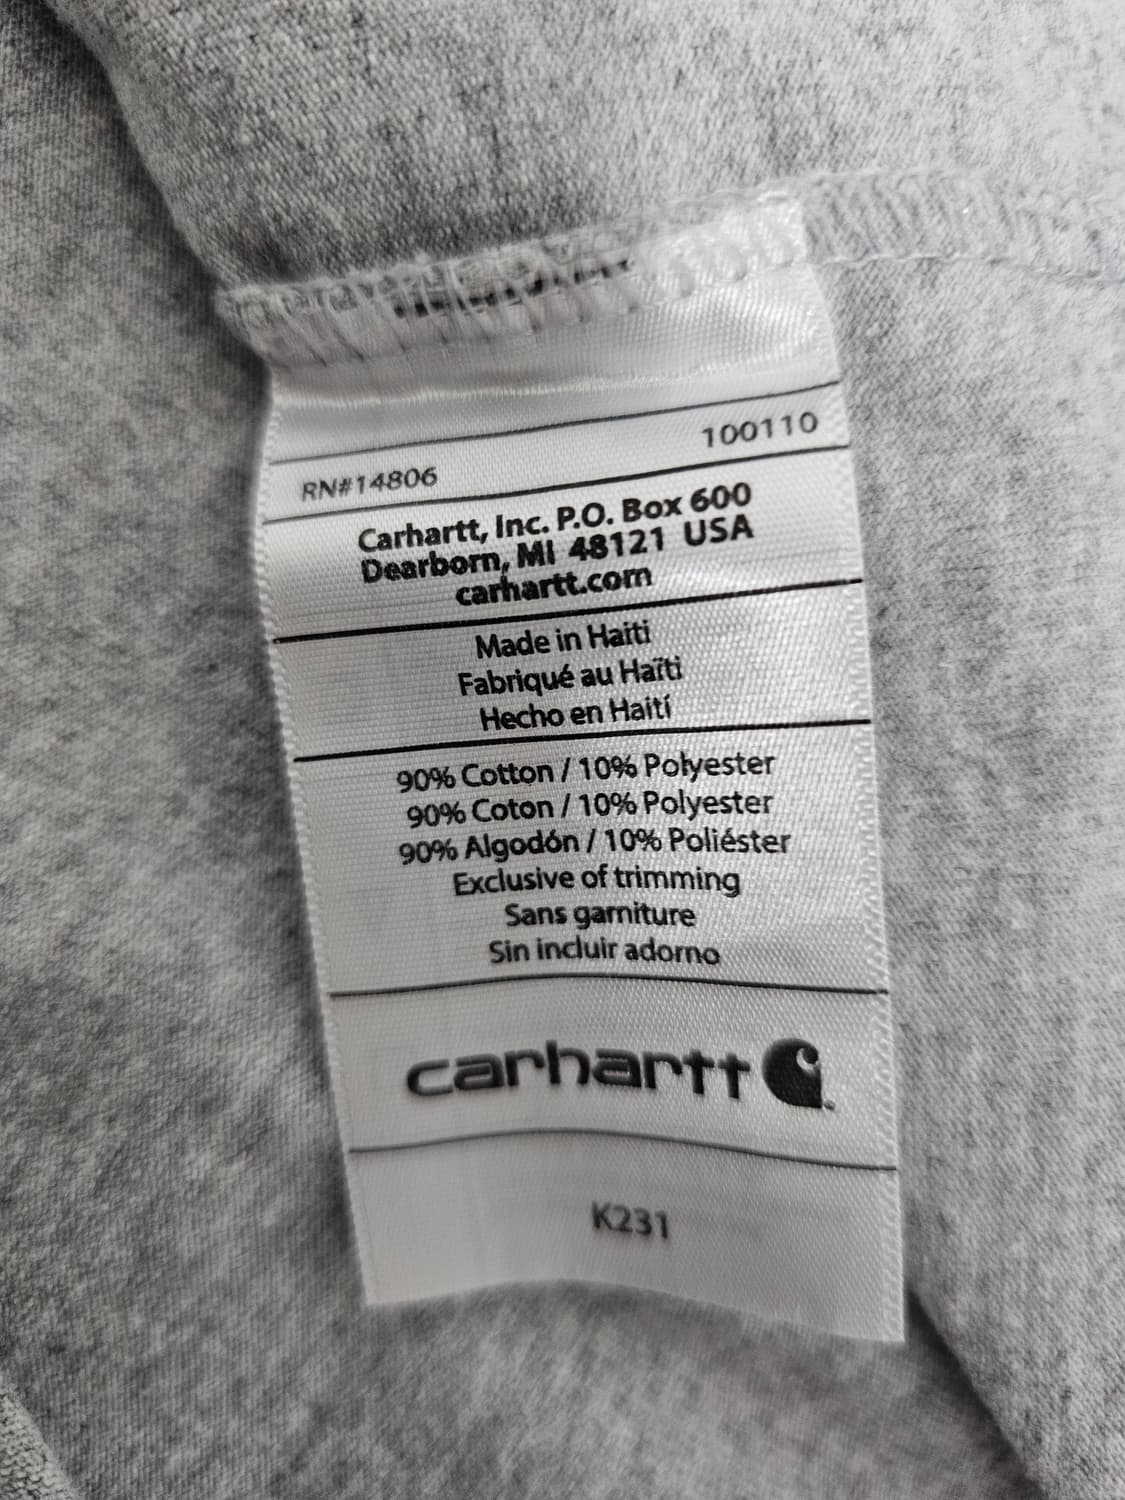 RN#14806 100110
Carhartt, Inc. P.O. Box 600
Dearborn, MI 48121 USA
carhartt.com
Made in Haiti
Fabriqué au Haïti
Hecho en Haití
90% Cotton / 10% Polyester
90% Coton / 10% Polyester
90% Algodón / 10% Poliéster
Exclusive of trimming
Sans garniture
Sin incluir adorno
carhartt
K231